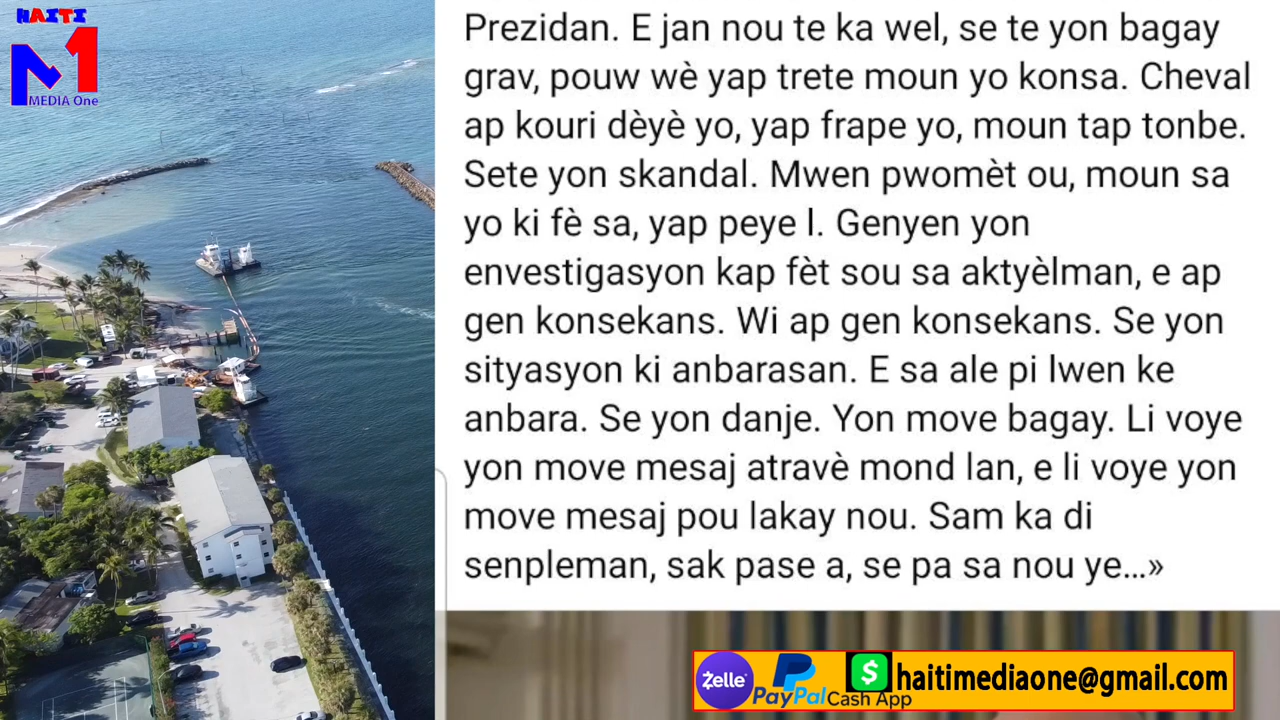 HAITI
M1
MEDIA One
Prezidan. E jan nou te ka wel, se te yon bagay
grav, pouw wè yap trete moun yo konsa. Cheval
ap kouri dèyè yo, yap frape yo, moun tap tonbe.
Sete yon skandal. Mwen pwomèt ou, moun sa
yo ki fè sa, yap peye l. Genyen yon
envestigasyon kap fèt sou sa aktyèlman, e ap
gen konsekans. Wi ap gen konsekans. Se yon
sityasyon ki anbarasan. E sa ale pi lwen ke
anbara. Se yon danje. Yon move bagay. Li voye
yon move mesaj atravè mond lan, e li voye yon
move mesaj pou lakay nou. Sam ka di
senpleman, sak pase a, se pa sa nou ye...»
Zelle
PayPal
$
Cash App
haitimediaone@gmail.com